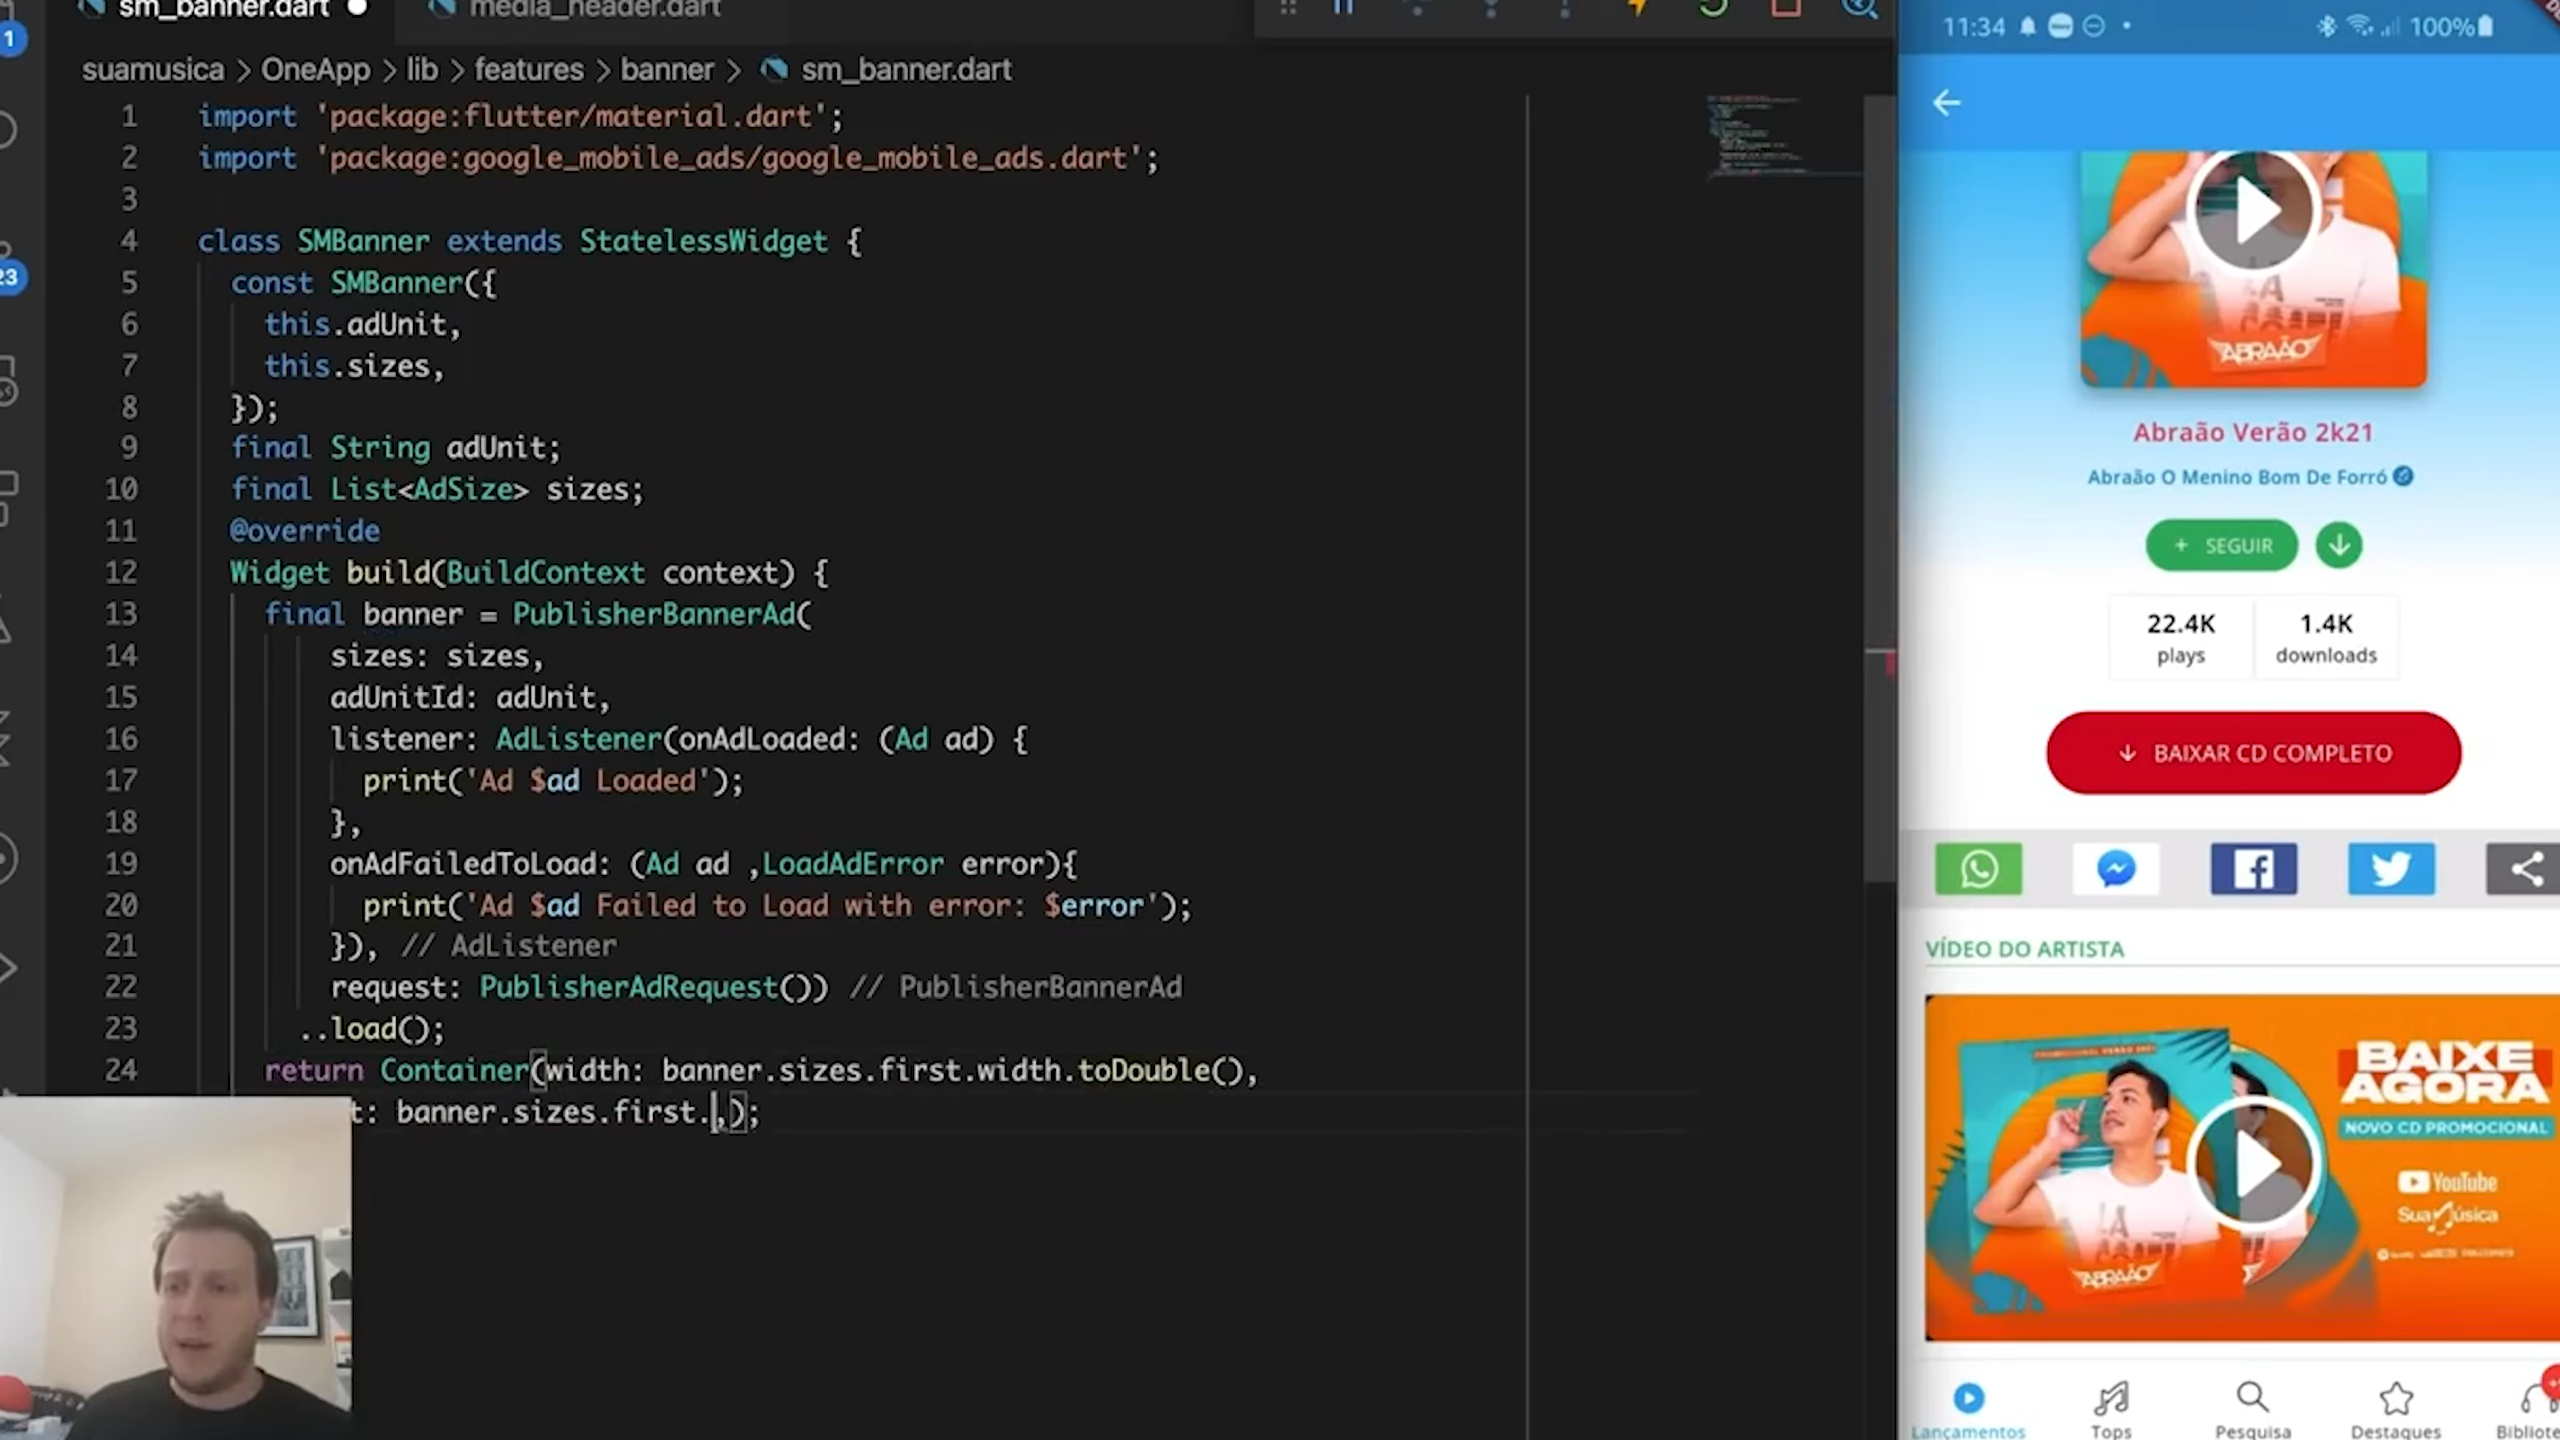 sm_banner.dart
media_header.dart
1
23
suamusica > OneApp > lib > features > banner > sm_banner.dart
1 import 'package:flutter/material.dart';
2 import 'package:google_mobile_ads/google_mobile_ads.dart';
3
4 class SMBanner extends StatelessWidget {
5 const SMBanner({
6 this.adUnit,
7 this.sizes,
8 });
9 final String adUnit;
10 final List<AdSize> sizes;
11 @override
12 Widget build(BuildContext context) {
13 final banner = PublisherBannerAd(
14 sizes: sizes,
15 adUnitId: adUnit,
16 listener: AdListener(onAdLoaded: (Ad ad) {
17 print('Ad $ad Loaded');
18 },
19 onAdFailedToLoad: (Ad ad ,LoadAdError error){
20 print('Ad $ad Failed to Load with error: $error');
21 }), // AdListener
22 request: PublisherAdRequest()) // PublisherBannerAd
23 ..load();
24 return Container(width: banner.sizes.first.width.toDouble(),
t: banner.sizes.first.,);
11:34
100%
ABRAÃO
Abraão Verão 2k21
Abraão O Menino Bom De Forró
+ SEGUIR
22.4K
plays
1.4K
downloads
BAIXAR CD COMPLETO
VÍDEO DO ARTISTA
BAIXE
AGORA
NOVO CD PROMOCIONAL
YouTube
Sua Música
ABRAÃO
Lançamentos
Tops
Pesquisa
Destaques
Bibliote